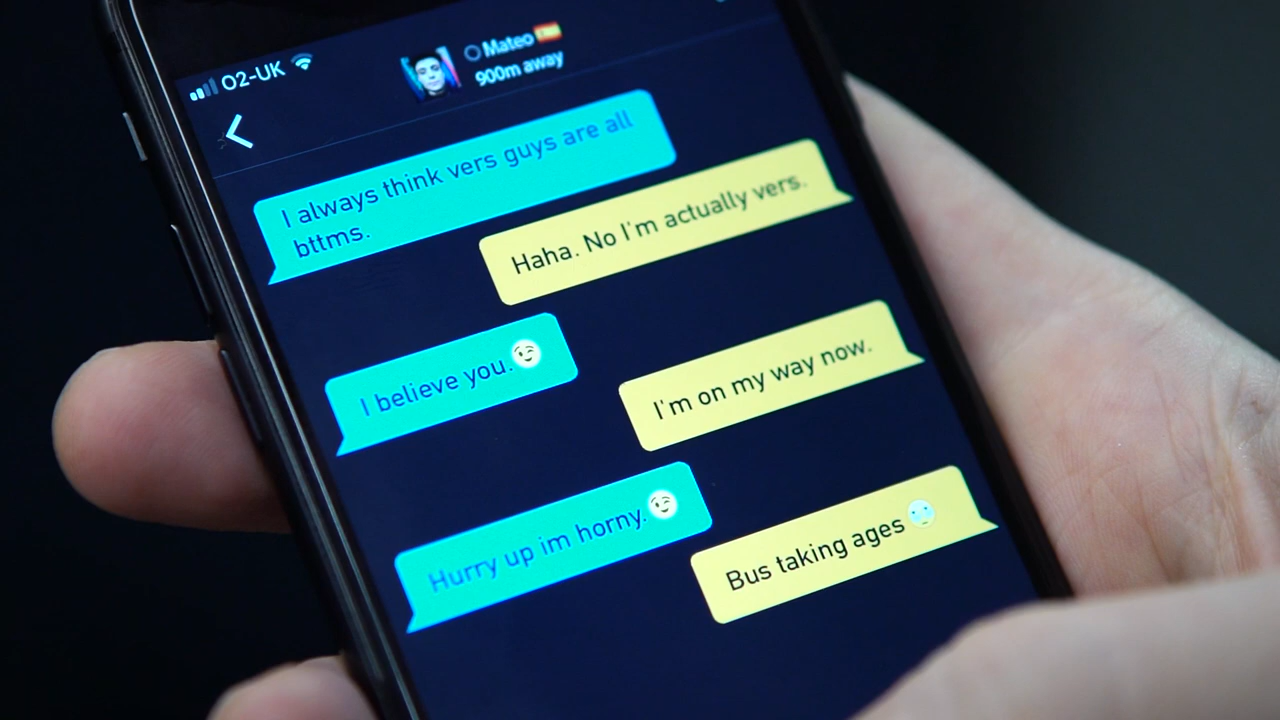 O2-UK
Mateo🇪🇸
900m away
I always think vers guys are all
bttms.
Haha. No I'm actually vers.
I believe you.😉
I'm on my way now.
Hurry up im horny.😉
Bus taking ages 😢